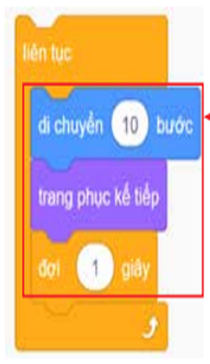 liên tục
di chuyển 10 bước
trang phục kế tiếp
đợi 1 giây